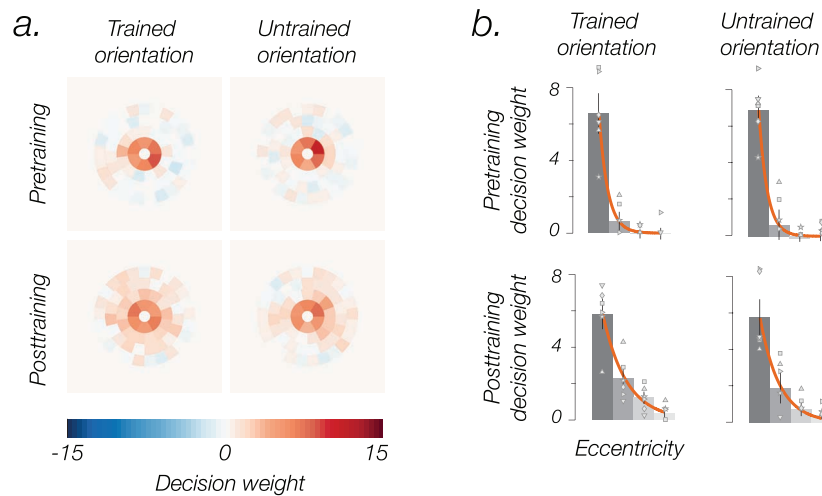 a.
Trained
orientation
Untrained
orientation
Pretraining
Posttraining
-15
0
15
Decision weight
b.
Trained
orientation
Untrained
orientation
Pretraining
decision weight
8
4
0
Posttraining
decision weight
8
4
0
Eccentricity